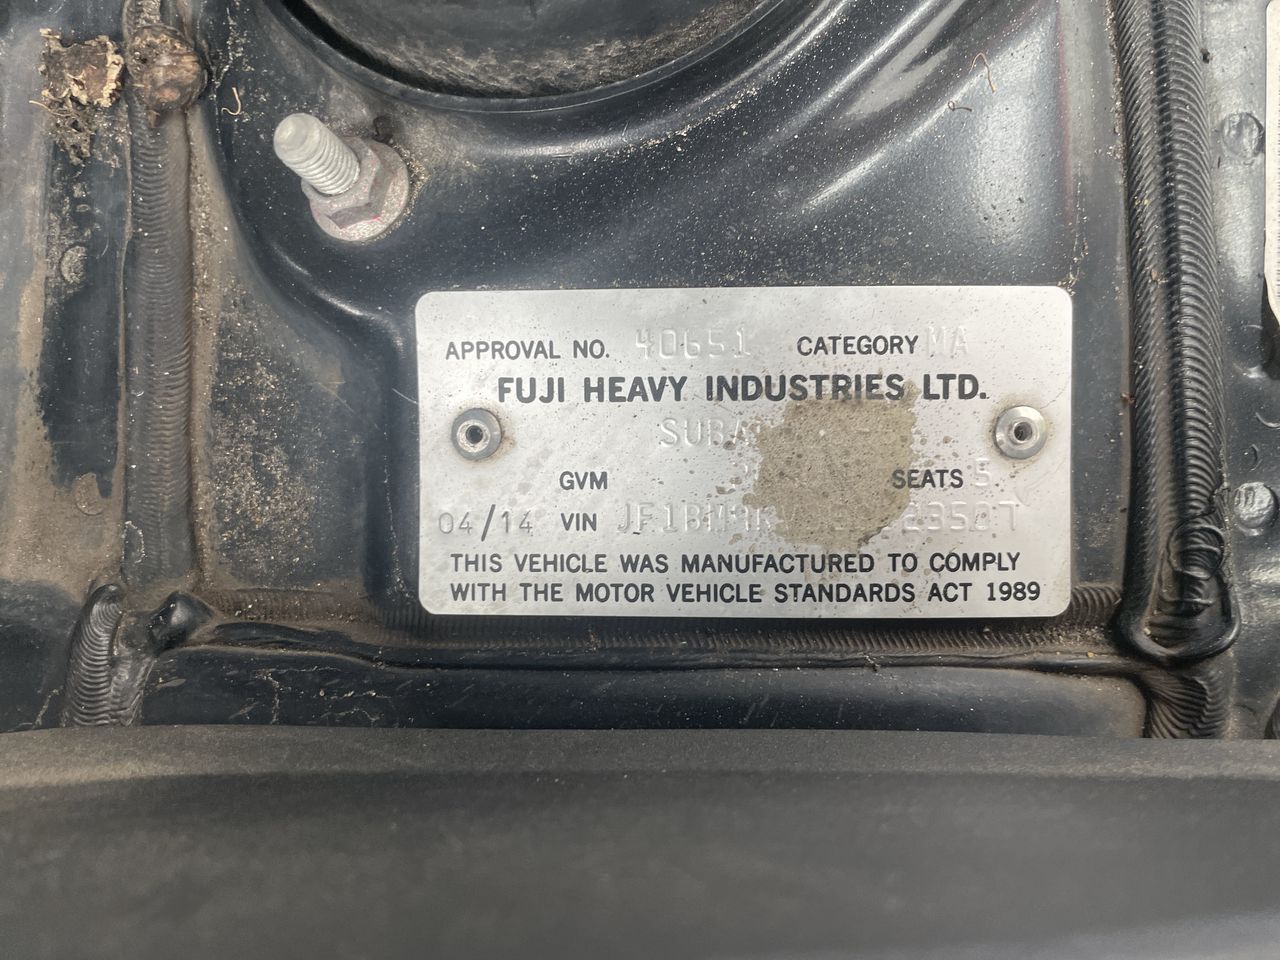 APPROVAL NO. 40651 CATEGORY MA
FUJI HEAVY INDUSTRIES LTD.
GVM SEATS 5
04/14 VIN
THIS VEHICLE WAS MANUFACTURED TO COMPLY
WITH THE MOTOR VEHICLE STANDARDS ACT 1989